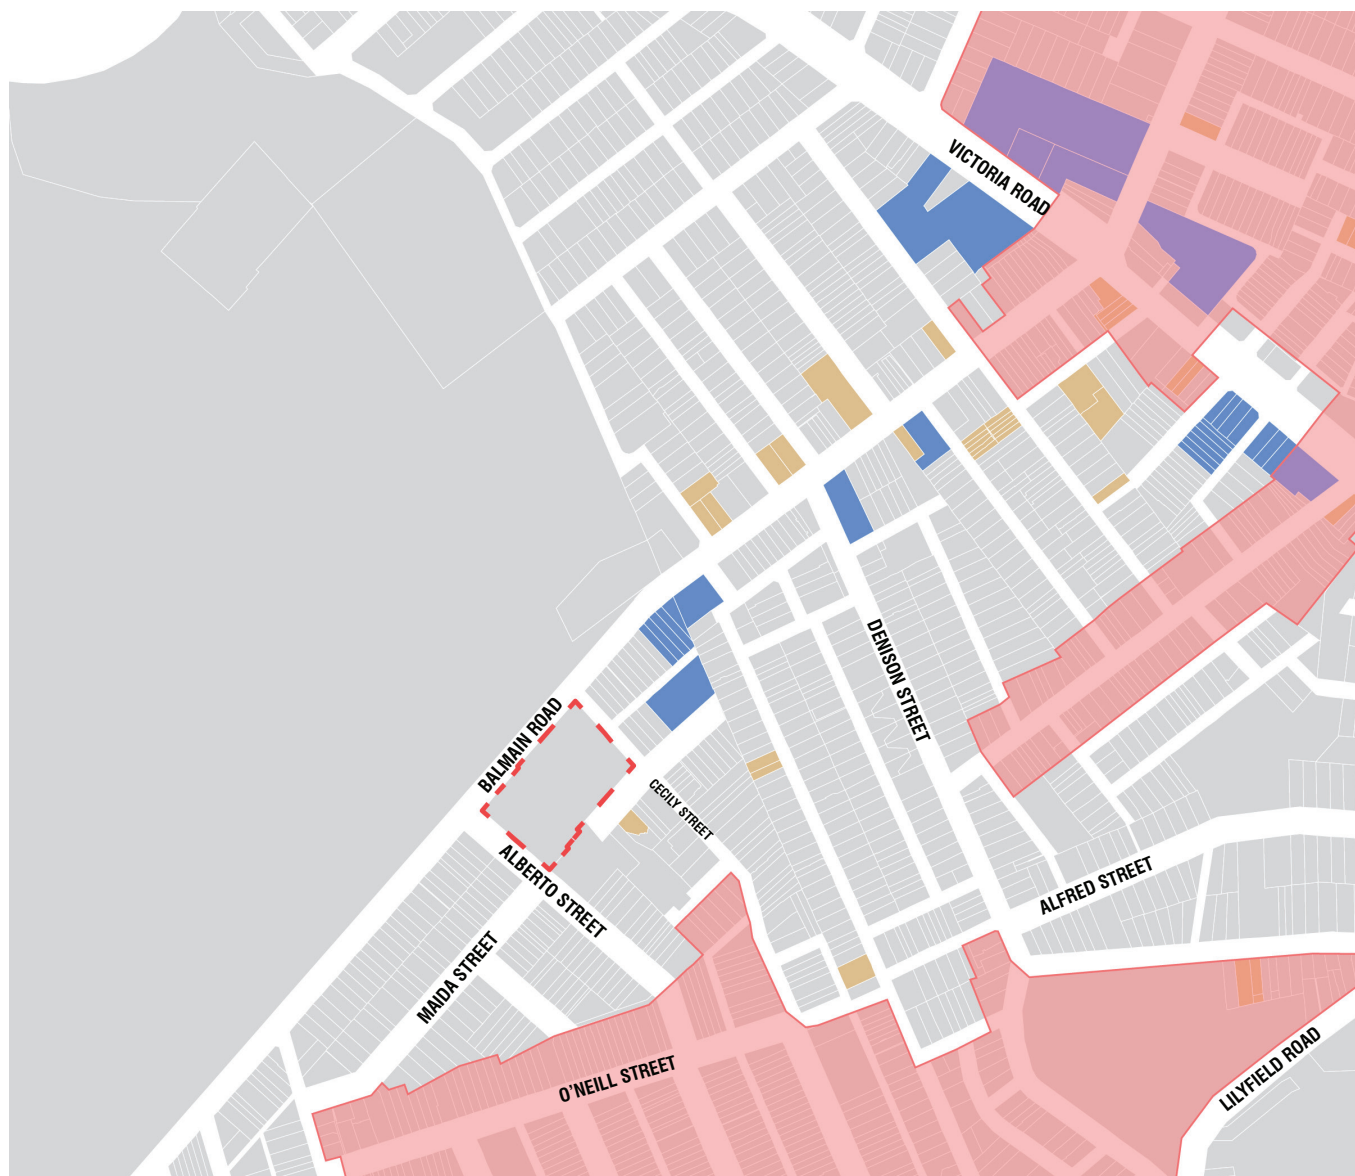 VICTORIA ROAD
DENISON STREET
BALMAIN ROAD
CECILY STREET
ALBERTO STREET
ALFRED STREET
MAIDA STREET
O'NEILL STREET
LILYFIELD ROAD